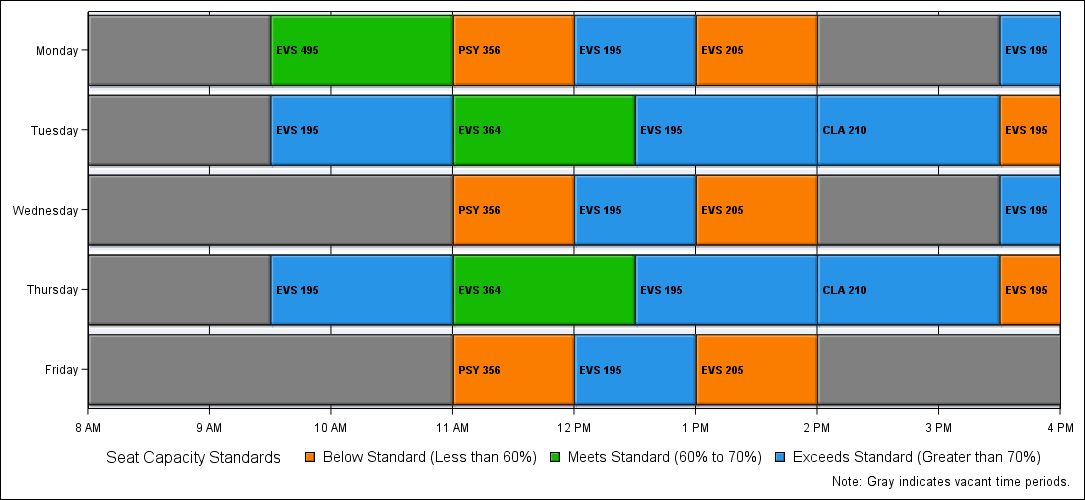 Monday EVS 495 PSY 356 EVS 195 EVS 205 EVS 195
Tuesday EVS 195 EVS 364 EVS 195 CLA 210 EVS 195
Wednesday PSY 356 EVS 195 EVS 205 EVS 195
Thursday EVS 195 EVS 364 EVS 195 CLA 210 EVS 195
Friday PSY 356 EVS 195 EVS 205
8 AM 9 AM 10 AM 11 AM 12 PM 1 PM 2 PM 3 PM 4 PM
Seat Capacity Standards Below Standard (Less than 60%) Meets Standard (60% to 70%) Exceeds Standard (Greater than 70%)
Note: Gray indicates vacant time periods.